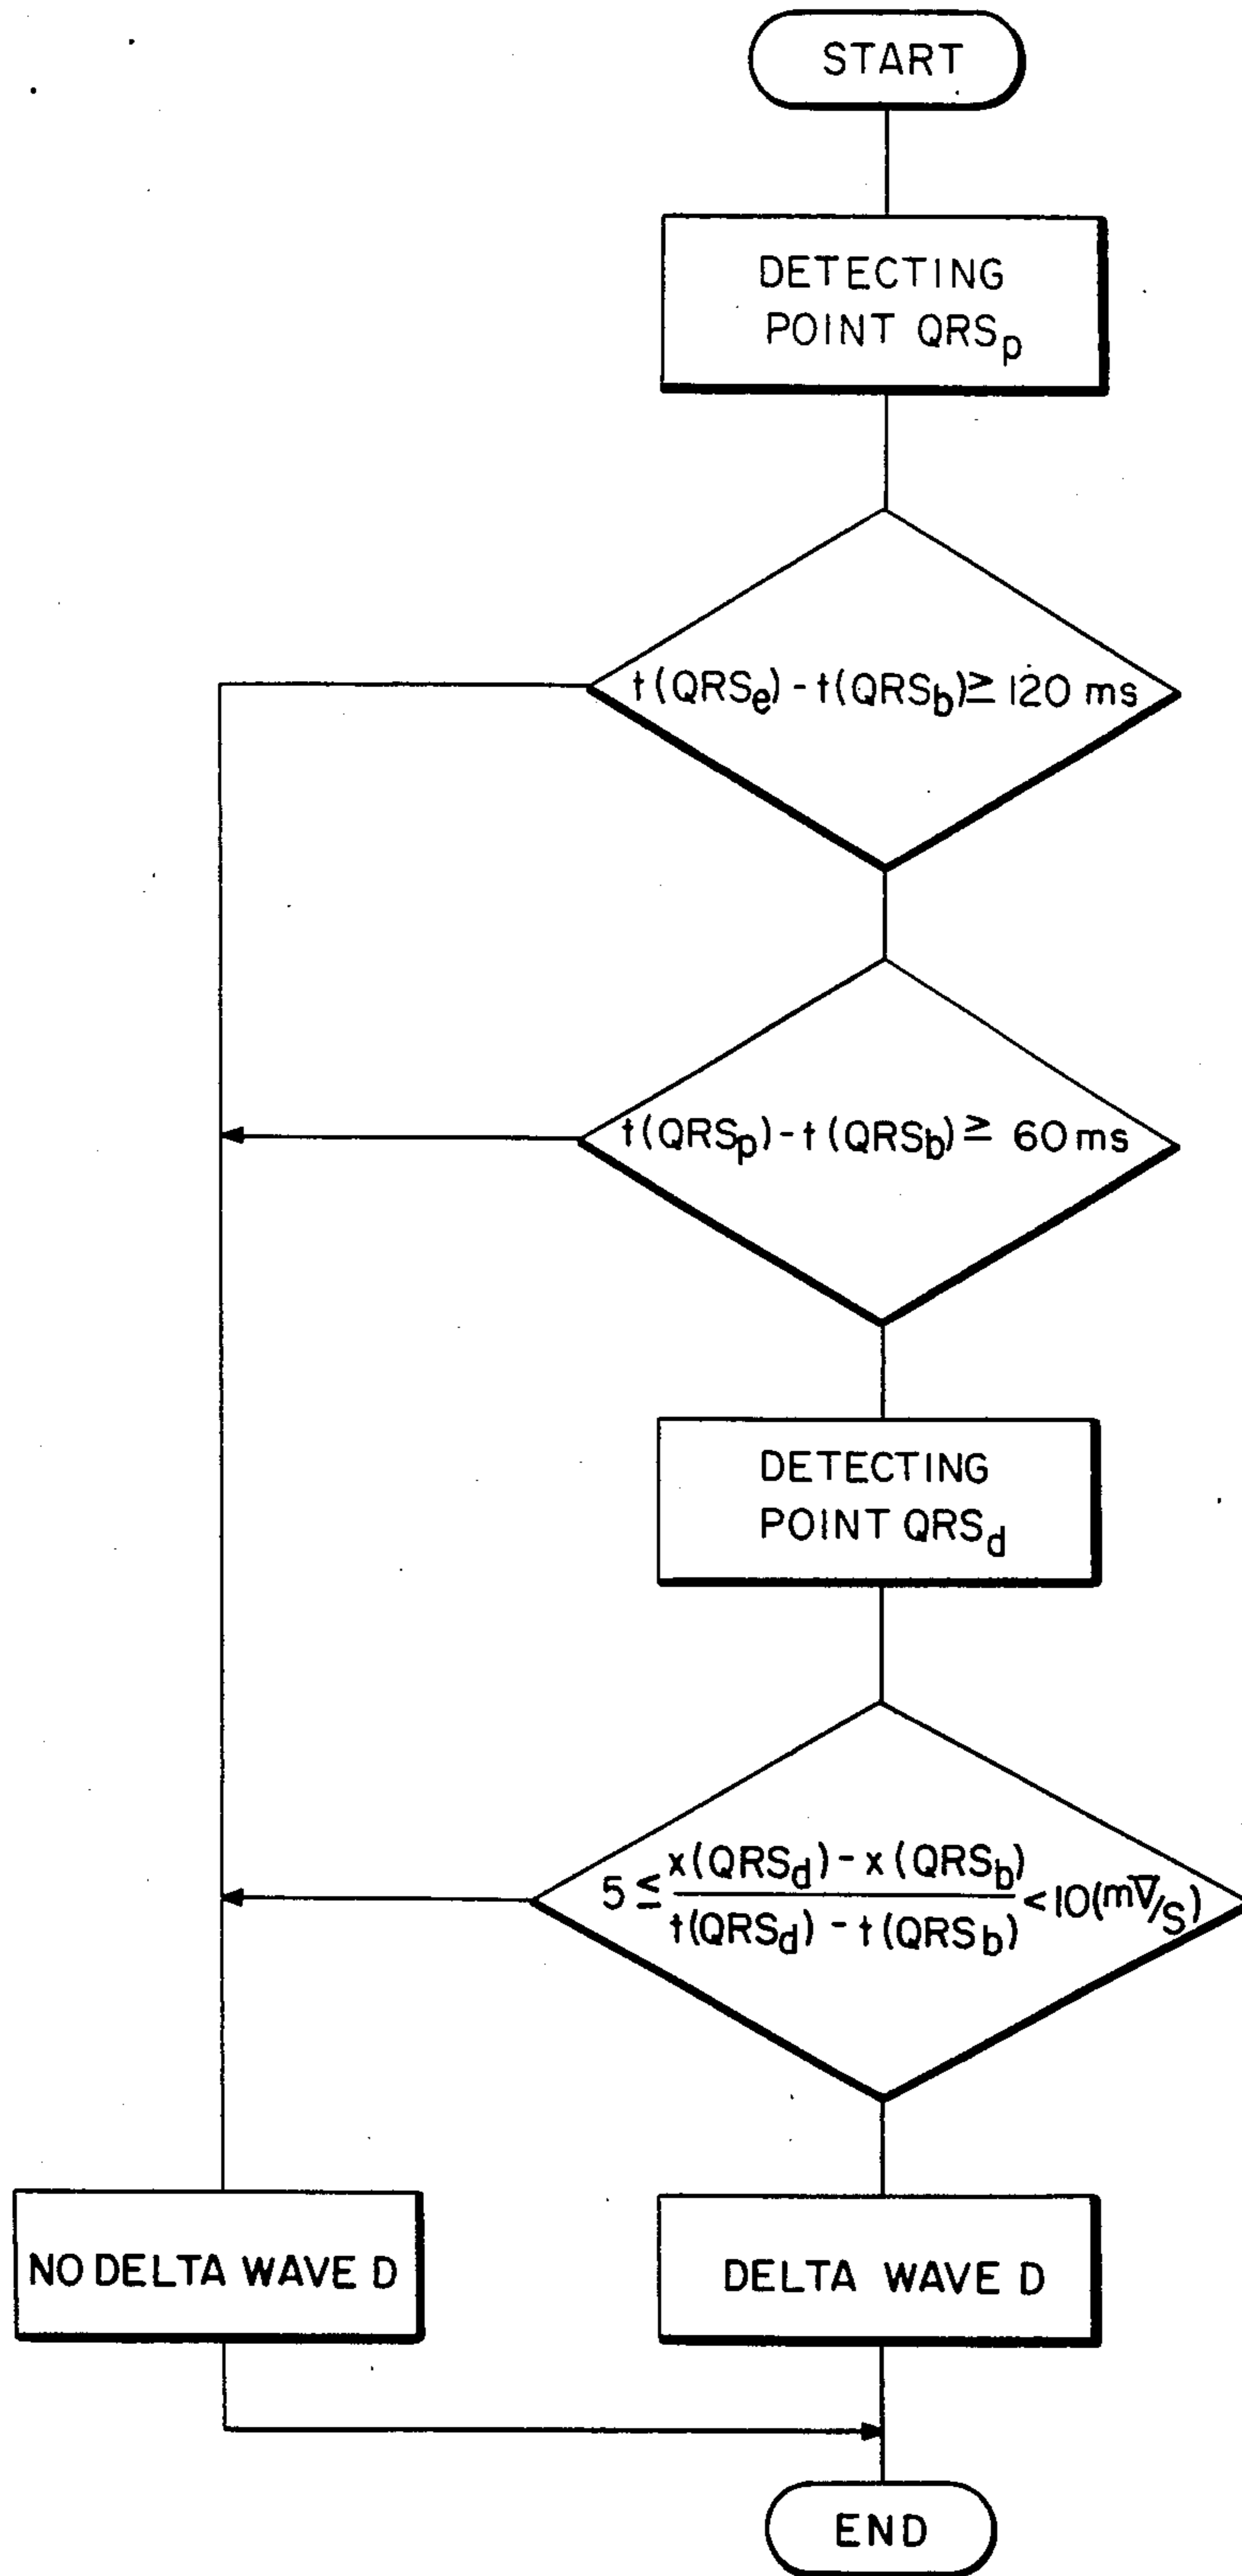 START
DETECTING
POINT QRSp
t(QRSe)-t(QRSb)≥120 ms
t(QRSp)-t(QRSb)≥ 60 ms
DETECTING
POINT QRSd
5 ≤ x(QRSd)-x(QRSb) / t(QRSd)-t(QRSb) <10(mV/S)
NO DELTA WAVE D
DELTA WAVE D
END